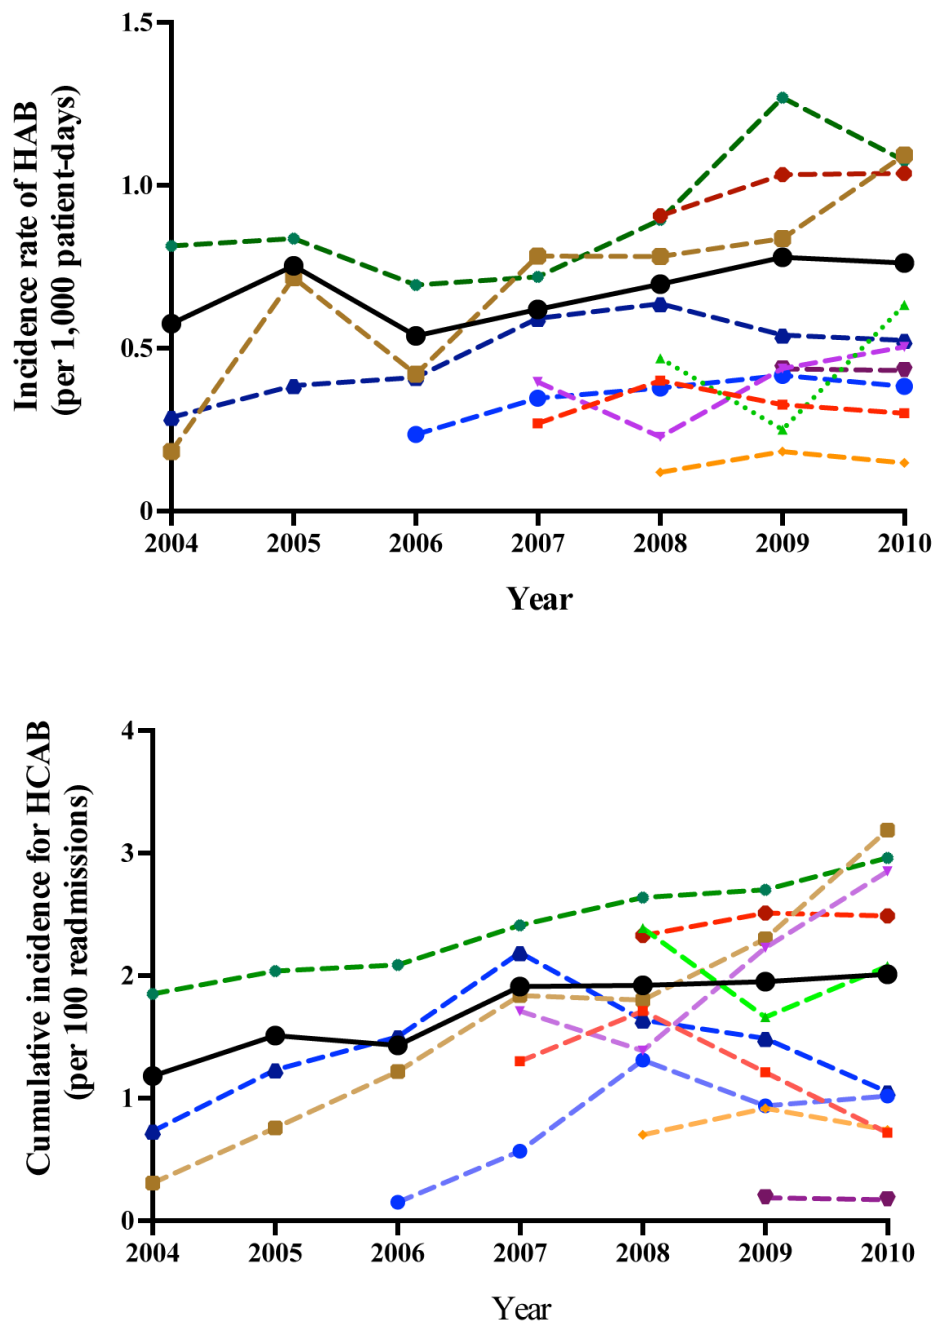 Incidence rate of HAB
(per 1,000 patient-days)
1.5
1.0
0.5
0
2004 2005 2006 2007 2008 2009 2010
Year
Cumulative incidence for HCAB
(per 100 readmissions)
4
3
2
1
0
2004 2005 2006 2007 2008 2009 2010
Year